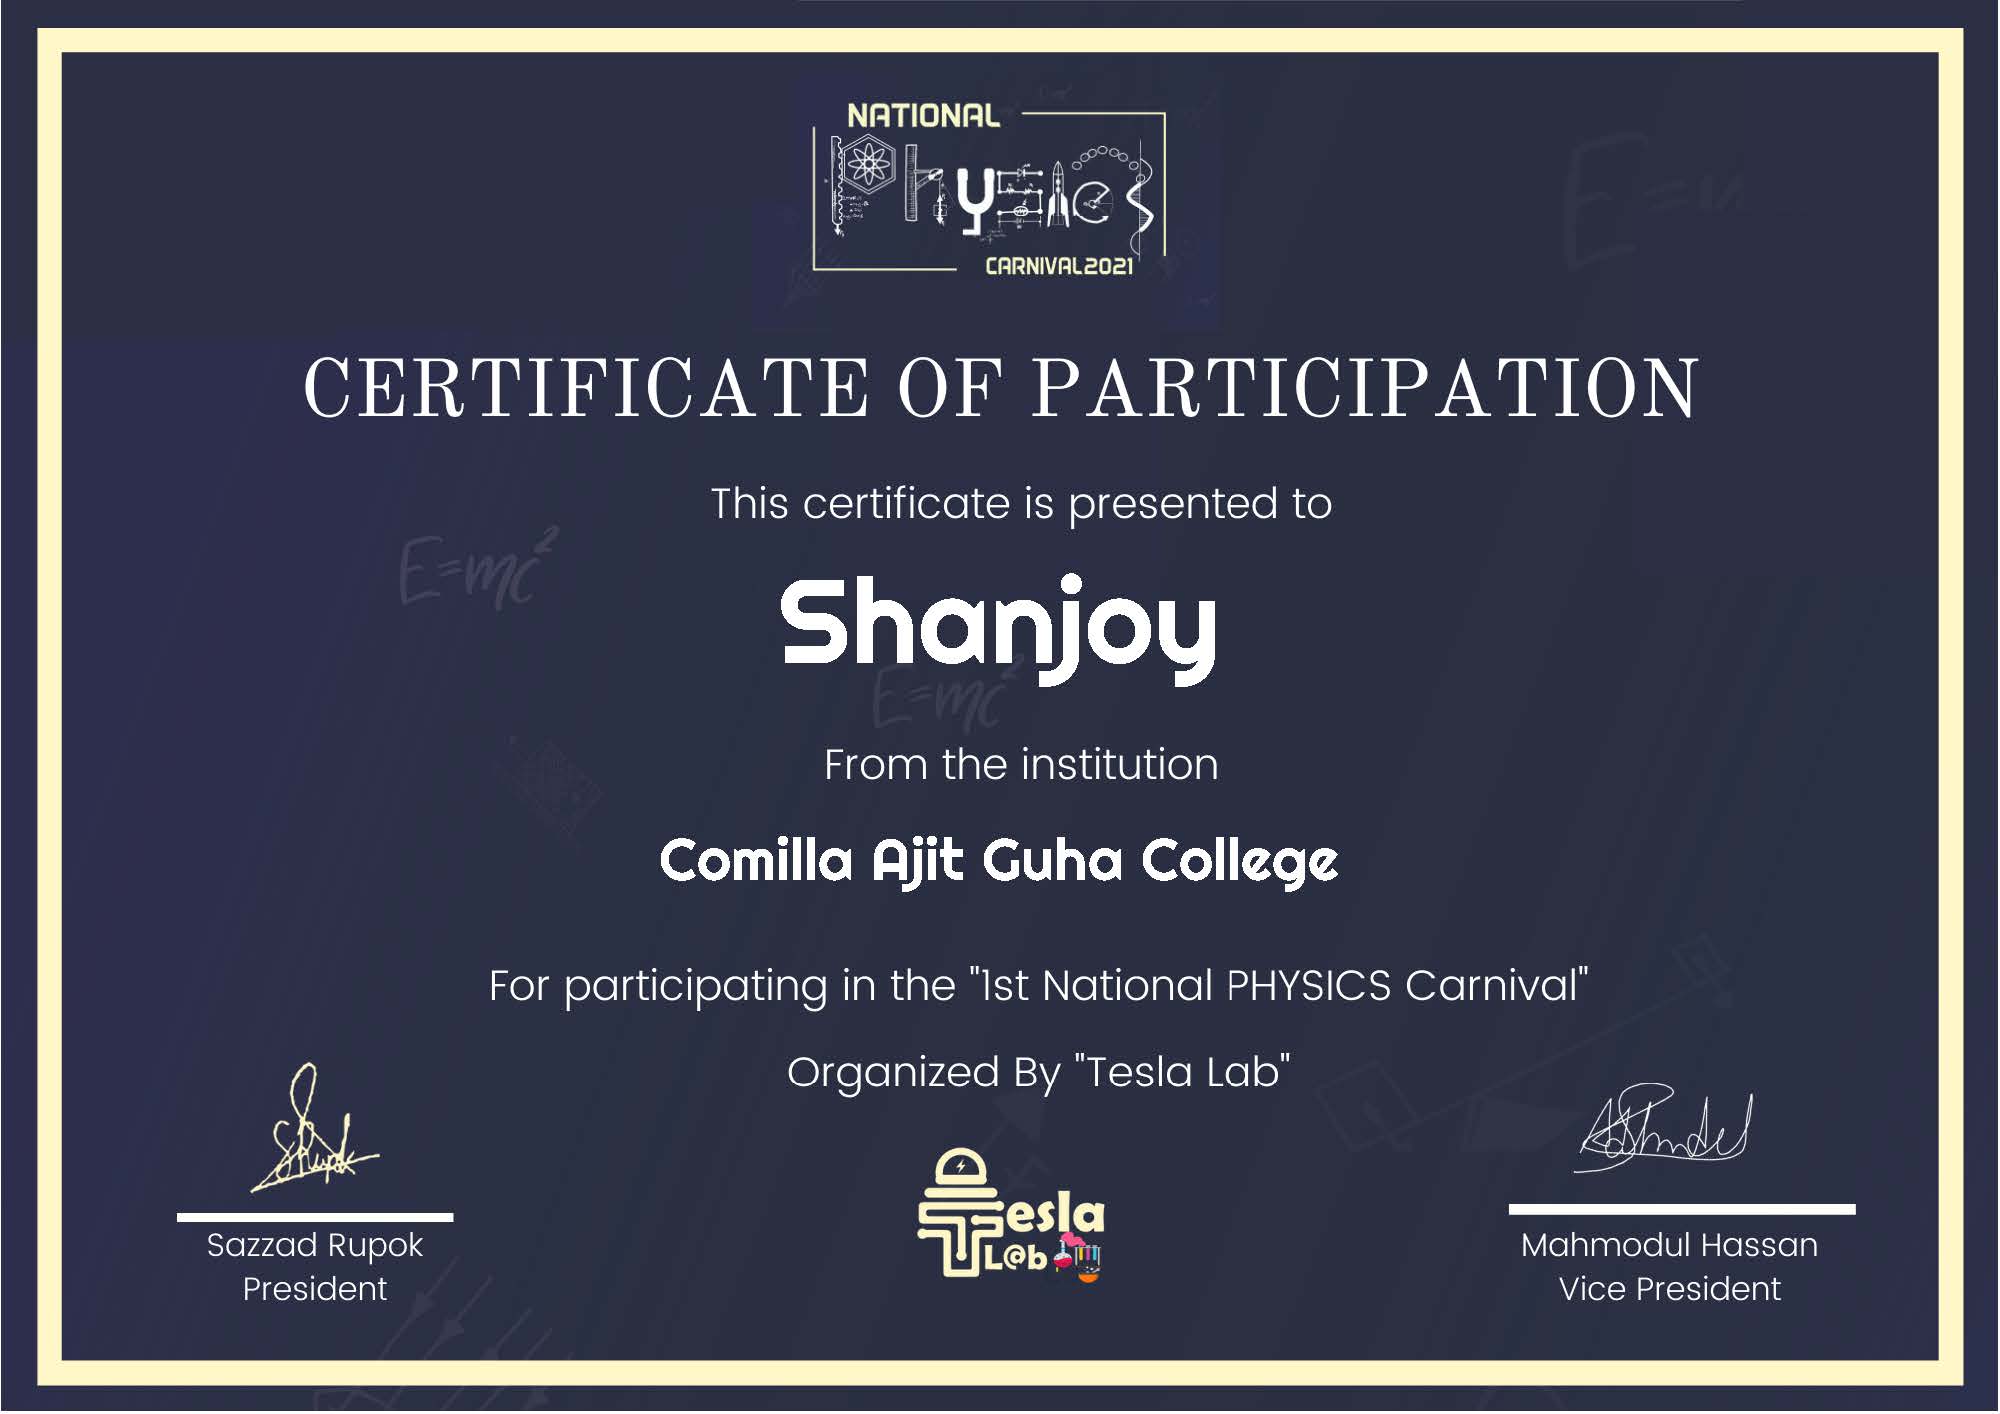 NATIONAL
Physics
CARNIVAL2021
CERTIFICATE OF PARTICIPATION
This certificate is presented to
E=mc²
Shanjoy
E=mc²
From the institution
Comilla Ajit Guha College
For participating in the "1st National PHYSICS Carnival"
Organized By "Tesla Lab"
Tesla
L@b
Sazzad Rupok
President
Mahmodul Hassan
Vice President